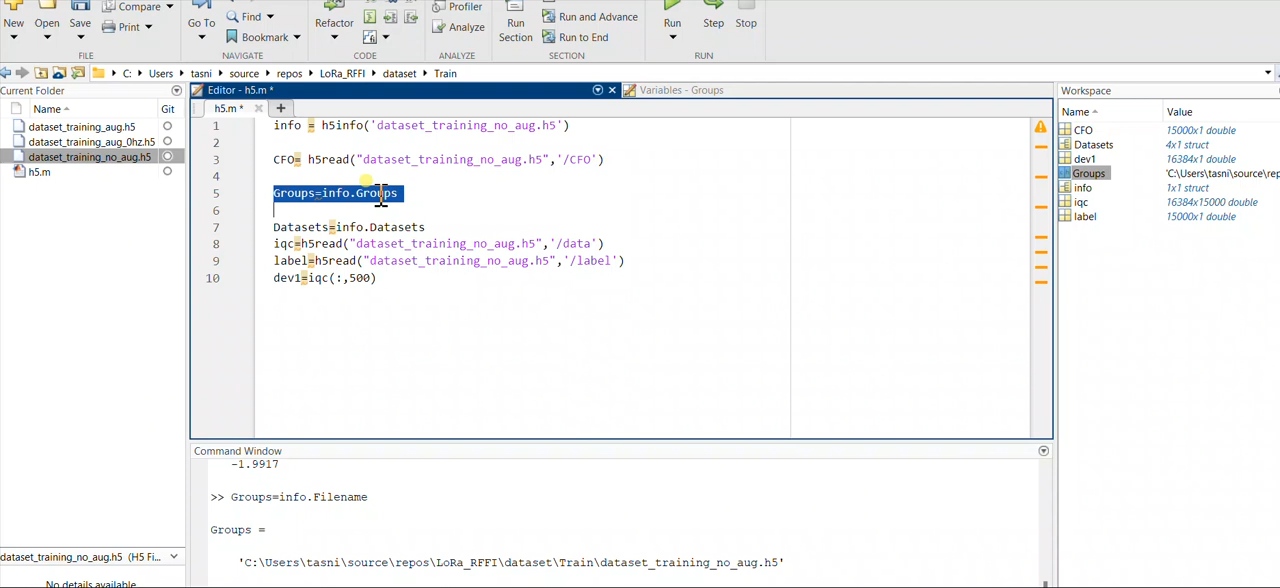 New Open Save Compare Print Go To Find Bookmark Refactor Profiler Analyze Run Section Run and Advance Run to End Run Step Stop
FILE NAVIGATE CODE ANALYZE SECTION RUN
C: Users tasni source repos LoRa_RFFI dataset Train
Current Folder
Name Git
dataset_training_aug.h5
dataset_training_aug_0hz.h5
dataset_training_no_aug.h5
h5.m
dataset_training_no_aug.h5 (H5 Fi...
No details available
Editor - h5.m *
Variables - Groups
h5.m *
1 info = h5info('dataset_training_no_aug.h5')
2
3 CFO= h5read("dataset_training_no_aug.h5",'/CFO')
4
5 Groups=info.Groups
6
7 Datasets=info.Datasets
8 iqc=h5read("dataset_training_no_aug.h5",'/data')
9 label=h5read("dataset_training_no_aug.h5",'/label')
10 dev1=iqc(:,500)
Command Window
-1.9917
>> Groups=info.Filename
Groups =
'C:\Users\tasni\source\repos\LoRa_RFFI\dataset\Train\dataset_training_no_aug.h5'
Workspace
Name Value
CFO 15000x1 double
Datasets 4x1 struct
dev1 16384x1 double
Groups 'C:\Users\tasni\source\rep
info 1x1 struct
iqc 16384x15000 double
label 15000x1 double